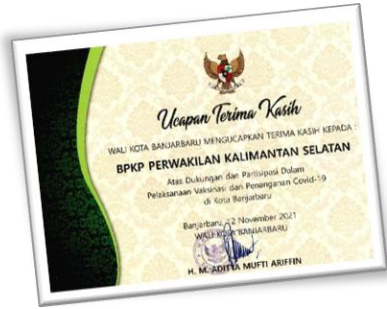 Ucapan Terima Kasih
WALI KOTA BANJARBARU MENGUCAPKAN TERIMA KASIH KEPADA :
BPKP PERWAKILAN KALIMANTAN SELATAN
Atas Dukungan dan Partisipasi Dalam
Pelaksanaan Vaksinasi dan Penanganan Covid-19
di Kota Banjarbaru
Banjarbaru, 22 November 2021
WALI KOTA BANJARBARU
H. M. ADITYA MUFTI ARIFFIN